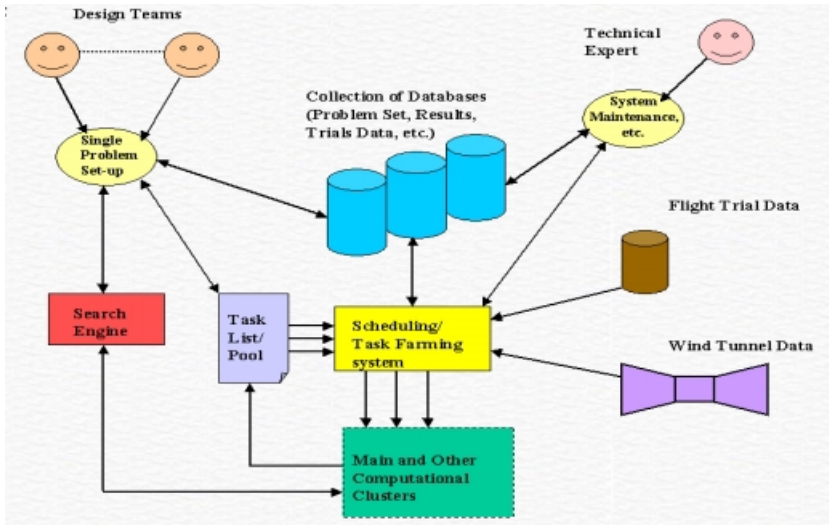 Design Teams
Technical
Expert
Collection of Databases
(Problem Set, Results,
Trials Data, etc.)
System
Maintenance,
etc.
Single
Problem
Set-up
Flight Trial Data
Search
Engine
Task
List/
Pool
Scheduling/
Task Farming
system
Wind Tunnel Data
Main and Other
Computational
Clusters